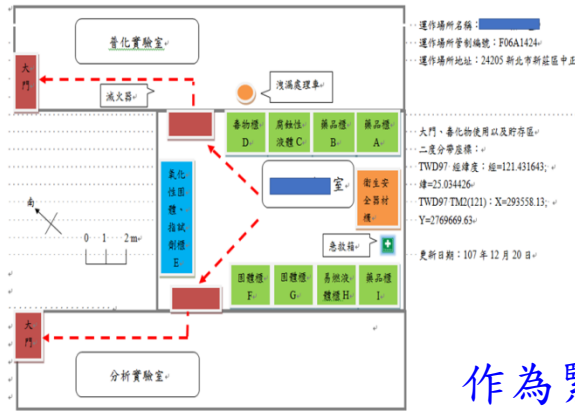 普化實驗室
運作場所名稱：
運作場所管制編號：F06A1424
運作場所地址：24205 新北市新莊區中正
大
門
滅火器
洩漏處理車
毒物櫃
D
腐蝕性
液體 C
藥品櫃
B
藥品櫃
A
大門、毒化物使用以及貯存區
二度分帶座標：
TWD97 經緯度：經=121.431643;
緯=25.034426
TWD97 TM2(121)：X=293558.13;
Y=2769669.63
更新日期：107 年 12 月 20 日
氧化
性固
體、
指試
劑櫃
E
室
衛生安
全器材
櫃
南
0 1 2m
急救箱
固體櫃
F
固體櫃
G
易燃液
體櫃 H
藥品櫃
I
大
門
分析實驗室
作為緊